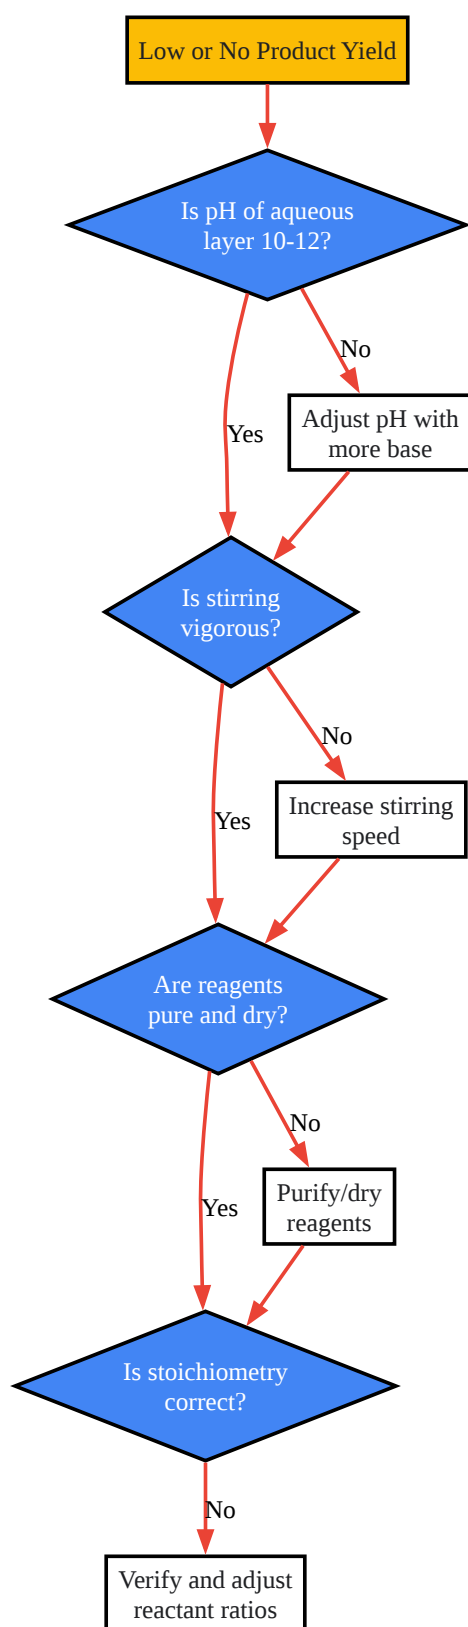 Low or No Product Yield
Is pH of aqueous
layer 10-12?
No
Adjust pH with
more base
Yes
Is stirring
vigorous?
No
Increase stirring
speed
Yes
Are reagents
pure and dry?
No
Purify/dry
reagents
Yes
Is stoichiometry
correct?
No
Verify and adjust
reactant ratios